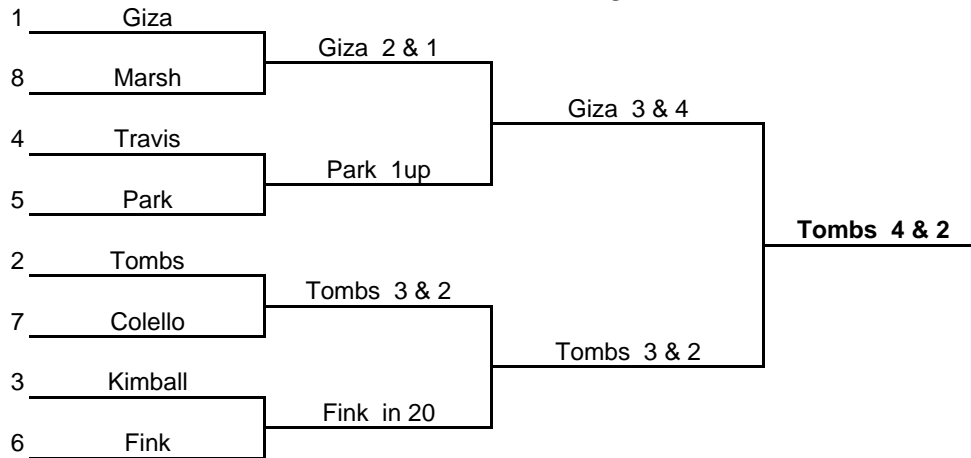 1 Giza
Giza 2 & 1
8 Marsh
Giza 3 & 4
4 Travis
Park 1up
5 Park
Tombs 4 & 2
2 Tombs
Tombs 3 & 2
7 Colello
Tombs 3 & 2
3 Kimball
Fink in 20
6 Fink